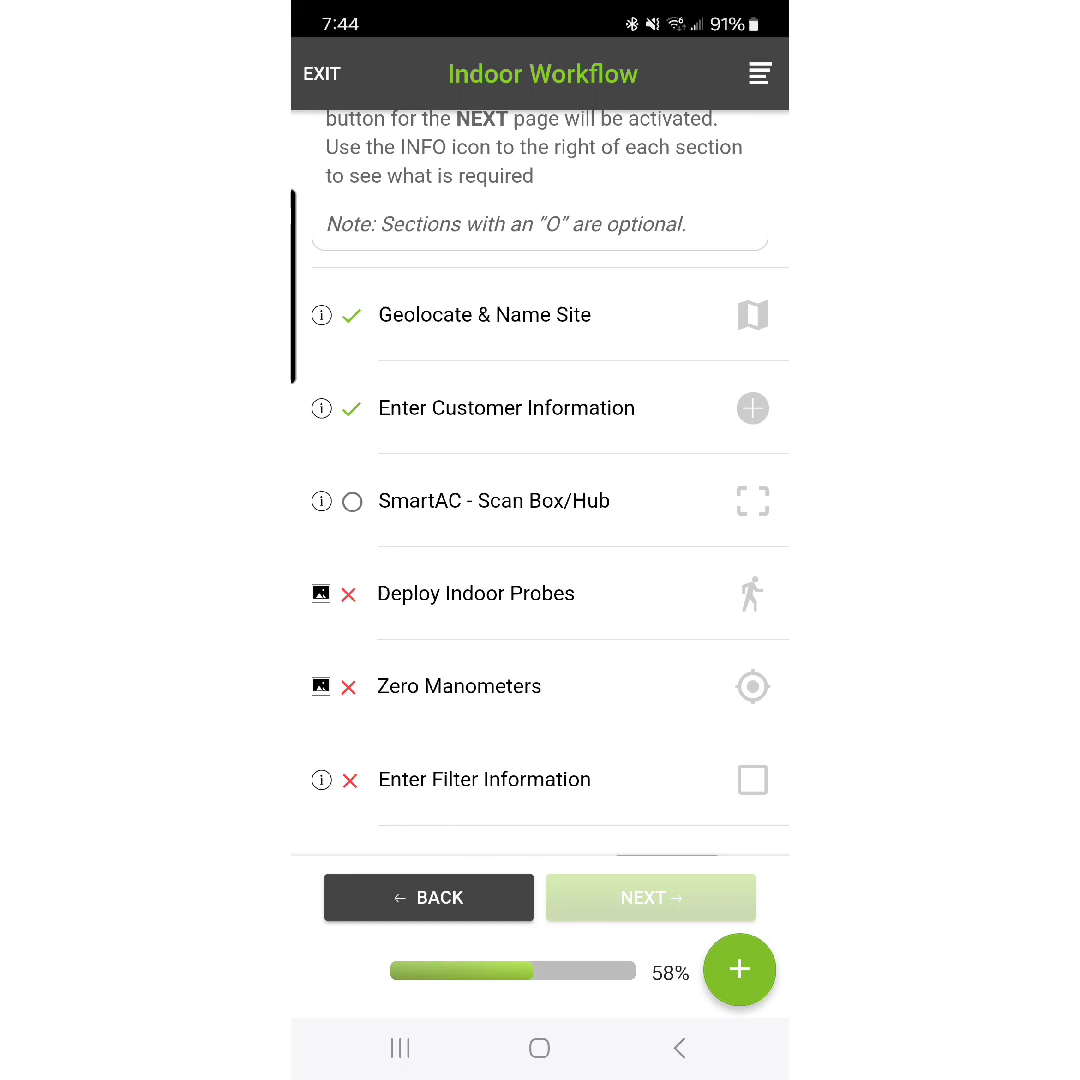 7:44
91%
EXIT
Indoor Workflow
button for the NEXT page will be activated.
Use the INFO icon to the right of each section
to see what is required
Note: Sections with an "O" are optional.
Geolocate & Name Site
Enter Customer Information
SmartAC - Scan Box/Hub
Deploy Indoor Probes
Zero Manometers
Enter Filter Information
← BACK
NEXT →
58%